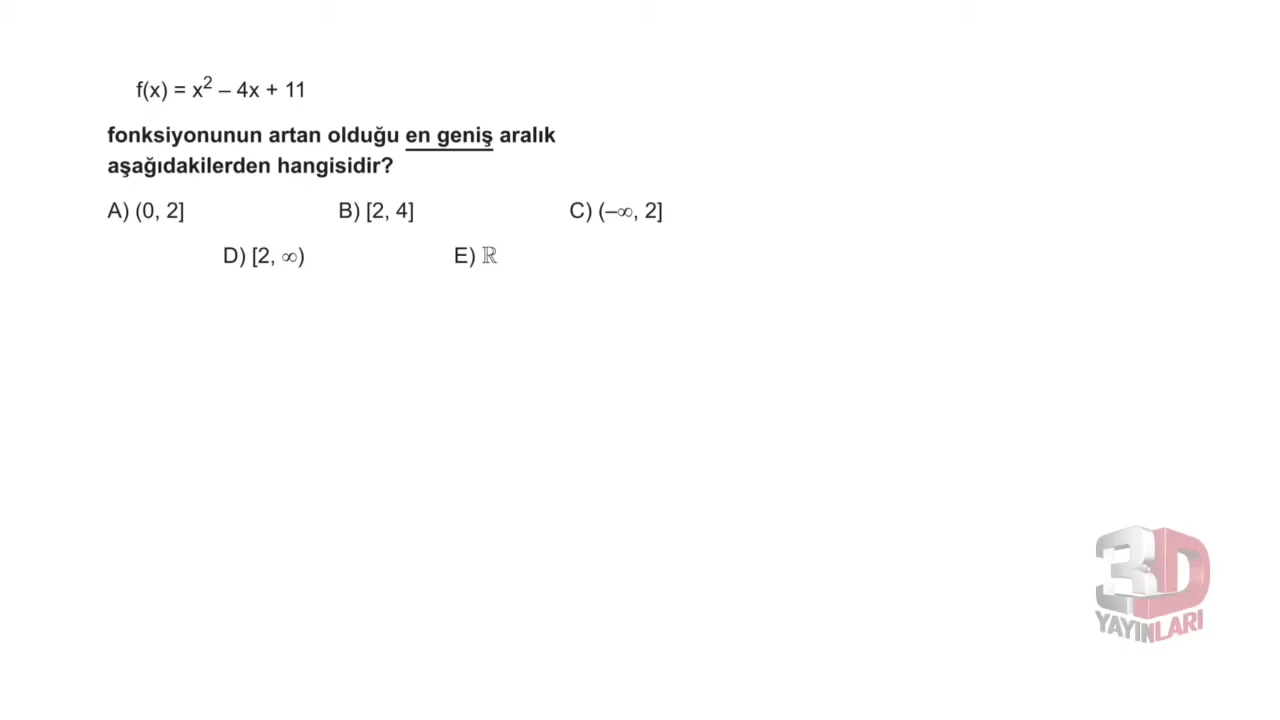 f(x) = x² – 4x + 11
fonksiyonunun artan olduğu en geniş aralık
aşağıdakilerden hangisidir?
A) (0, 2] B) [2, 4] C) (–∞, 2]
D) [2, ∞) E) ℝ
3D
YAYINLARI